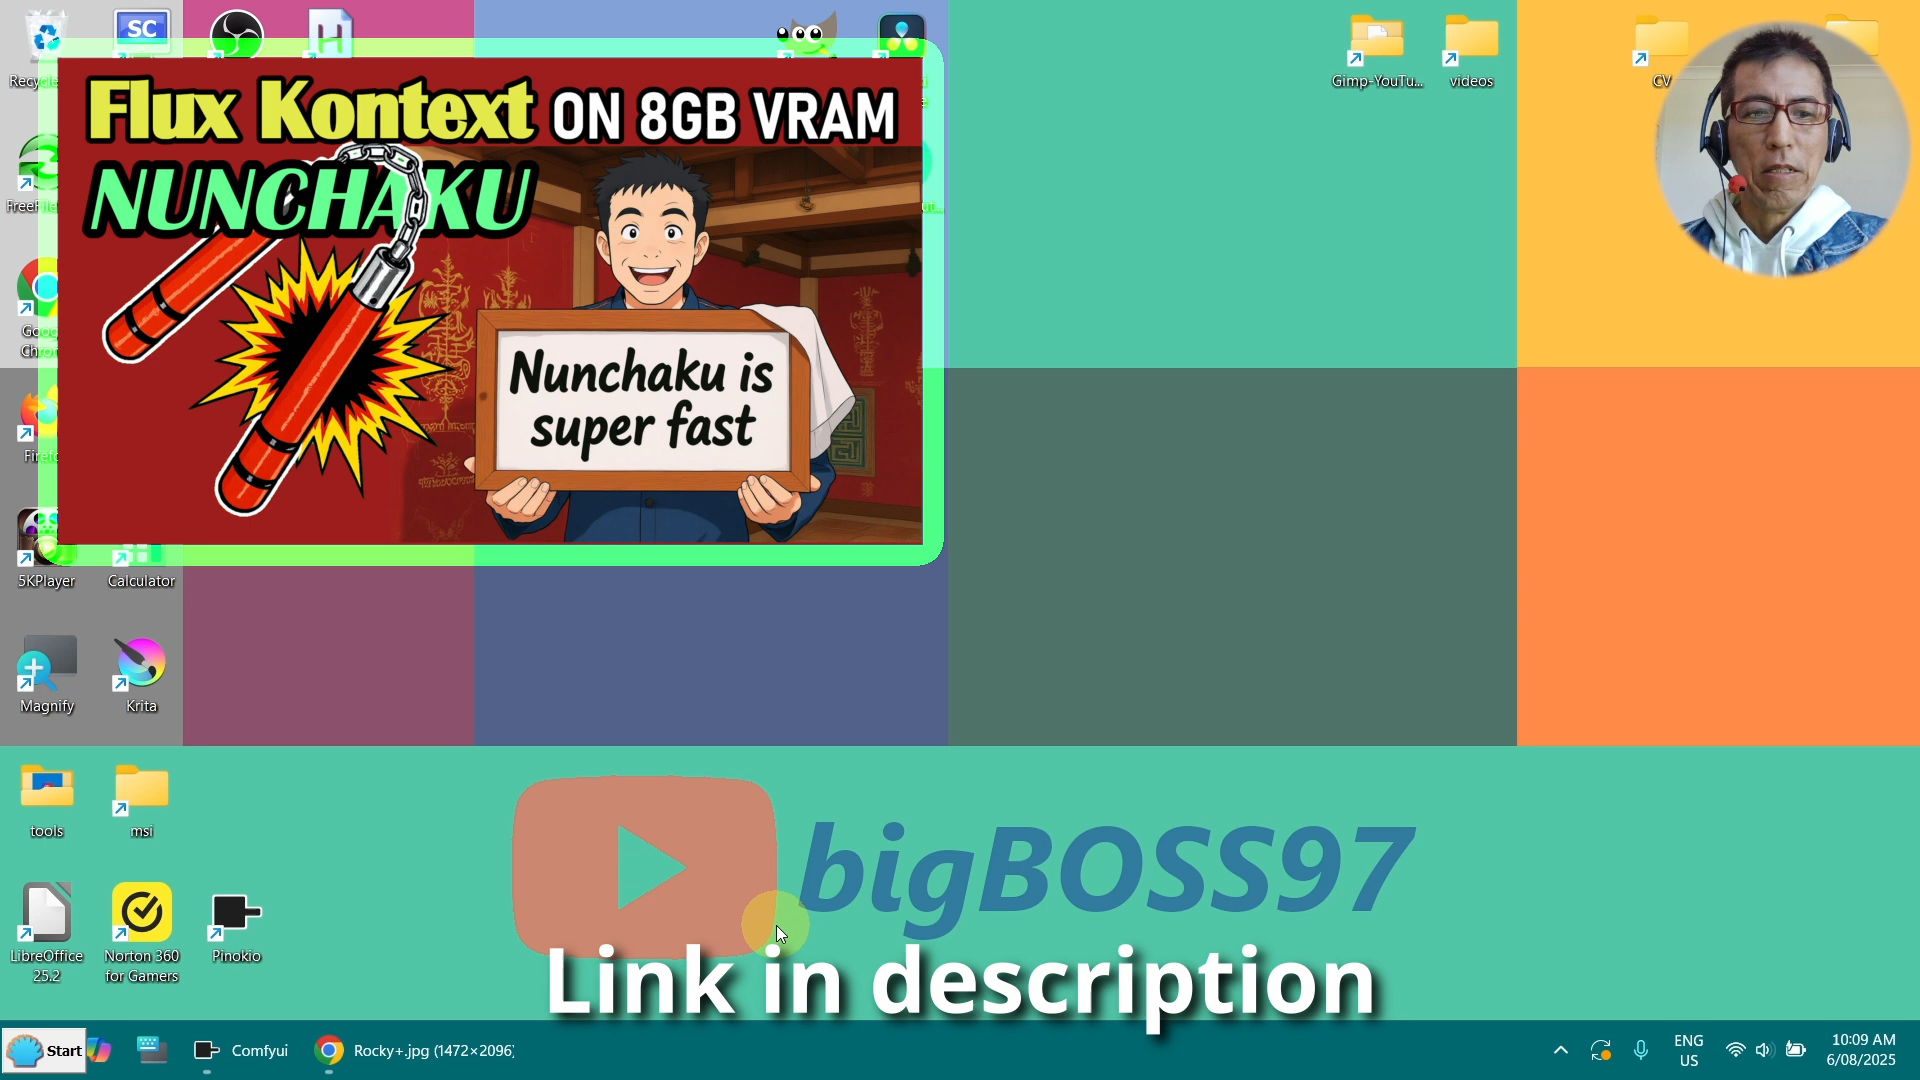 SC
Flux Kontext ON 8GB VRAM
NUNCHAKU
Nunchaku is
super fast
Gimp-YouTu...
videos
CV
5KPlayer
Calculator
Magnify
Krita
tools
msi
LibreOffice
25.2
Norton 360
for Gamers
Pinokio
bigBOSS97
Link in description
Start
Comfyui
Rocky+.jpg (1472×2096)
ENG
US
10:09 AM
6/08/2025